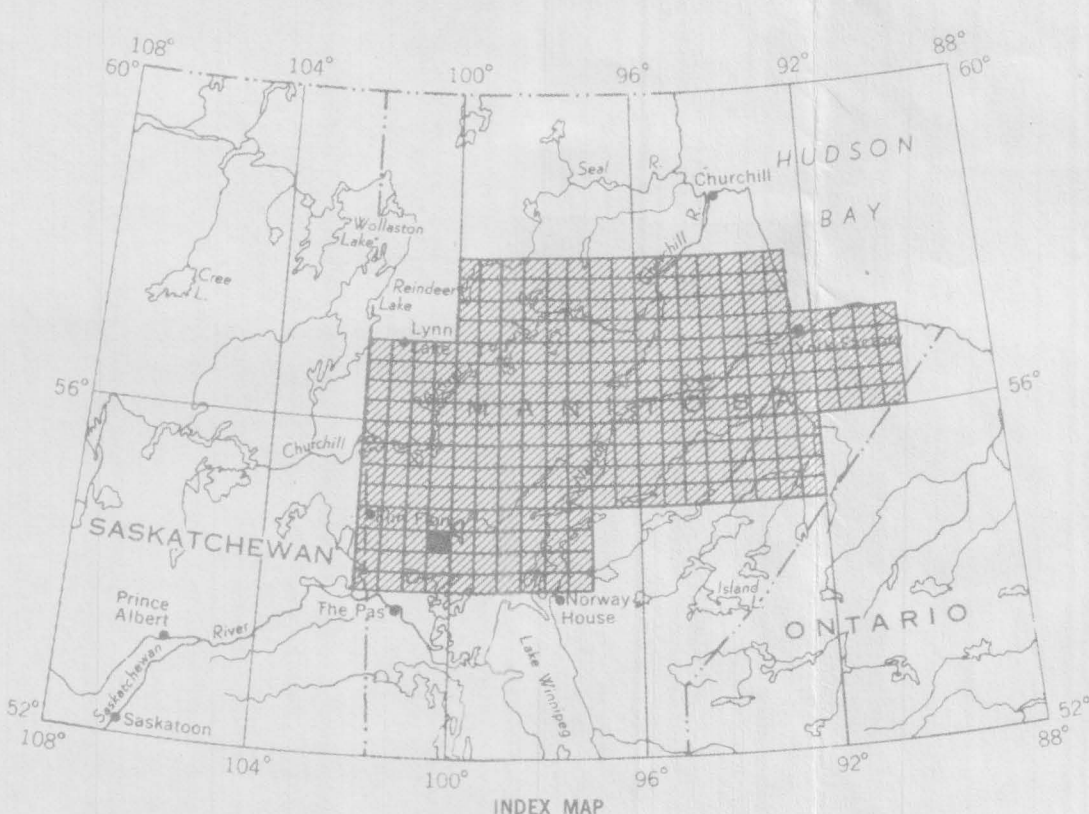 108°
60°
104°
100°
96°
92°
88°
60°
HUDSON
BAY
Seal
R.
Churchill
R.
Churchill
Wollaston
Lake
Cree
L.
Reindeer
Lake
Lynn
Lake
56°
56°
MANITOBA
Churchill
SASKATCHEWAN
Prince
Albert
River
The Pas
Norway
House
Island
ONTARIO
Saskatchewan
Saskatoon
Lake Winnipeg
52°
108°
104°
100°
96°
92°
52°
88°
INDEX MAP